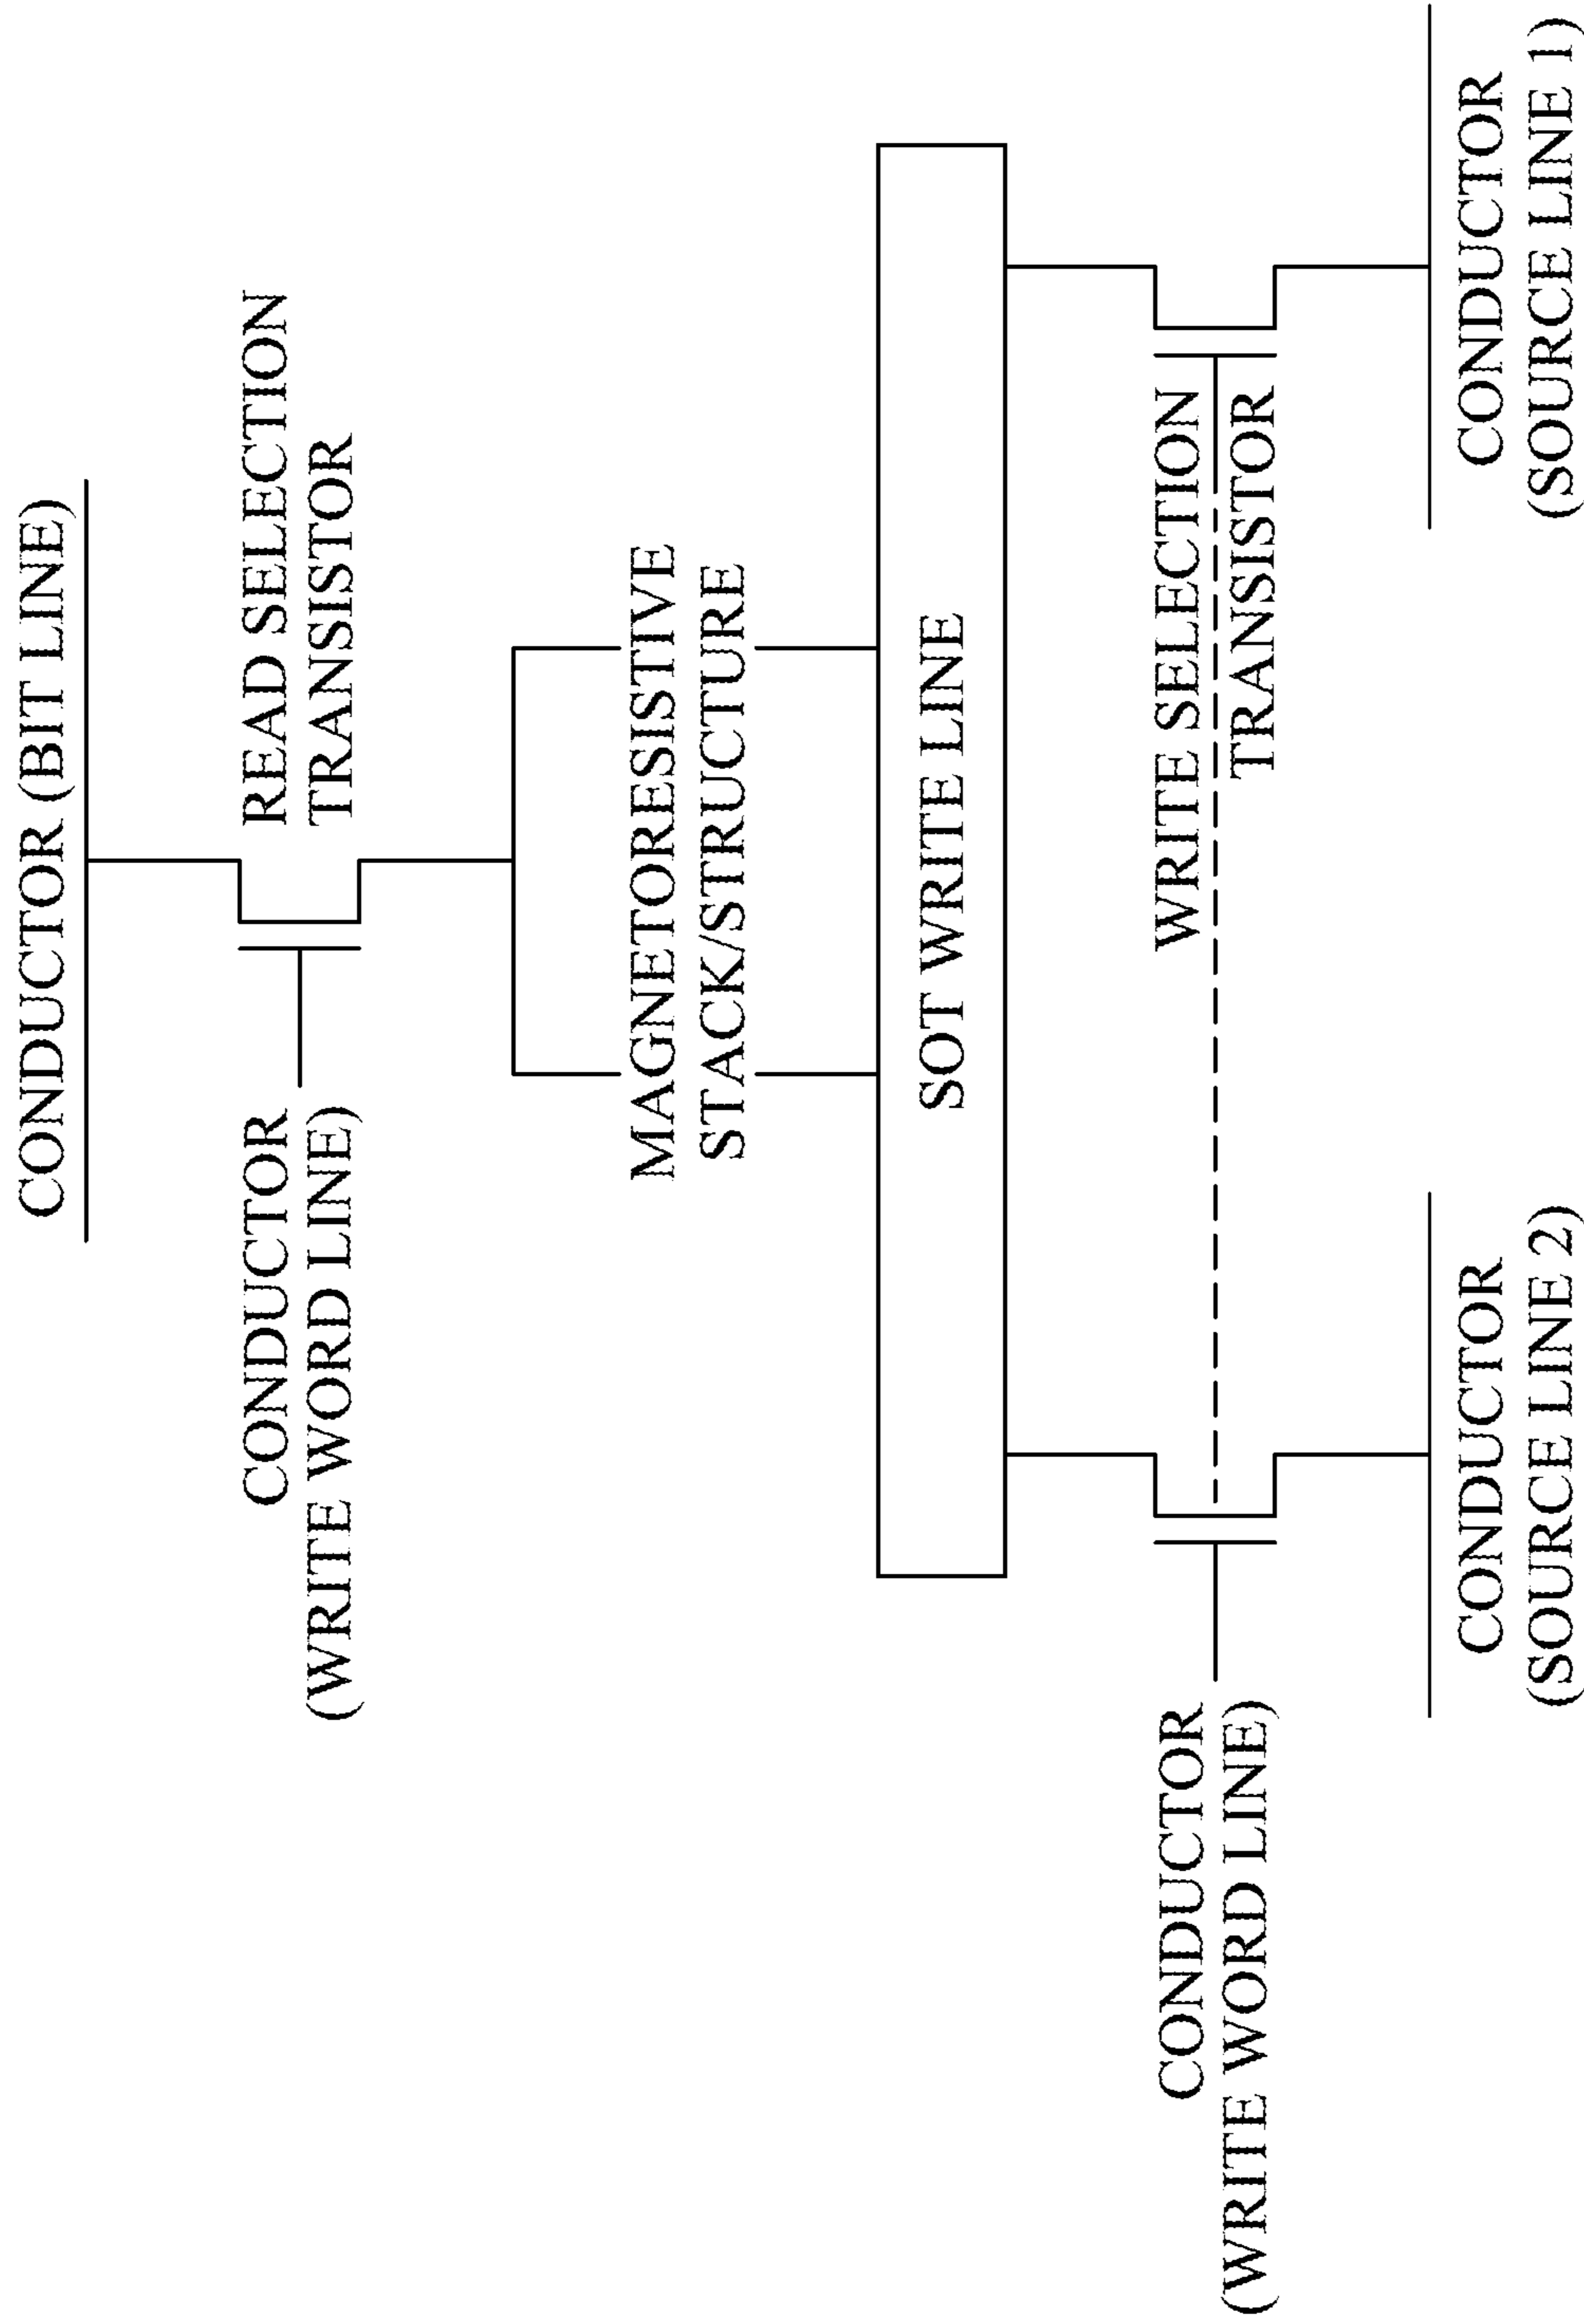 CONDUCTOR (BIT LINE)
CONDUCTOR
(WRITE WORD LINE)
READ SELECTION
TRANSISTOR
MAGNETORESISTIVE
STACK/STRUCTURE
SOT WRITE LINE
CONDUCTOR
(WRITE WORD LINE)
WRITE SELECTION
TRANSISTOR
CONDUCTOR
(SOURCE LINE 2)
CONDUCTOR
(SOURCE LINE 1)